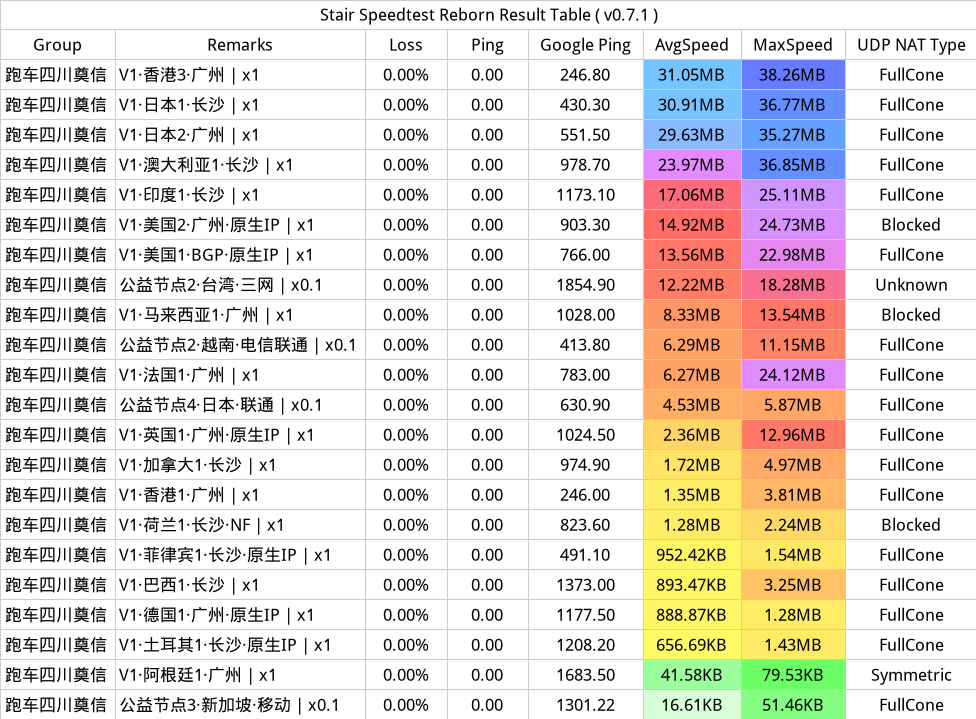 Stair Speedtest Reborn Result Table ( v0.7.1 )
Group Remarks Loss Ping Google Ping AvgSpeed MaxSpeed UDP NAT Type
跑车四川奠信 V1·香港3·广州 | x1 0.00% 0.00 246.80 31.05MB 38.26MB FullCone
跑车四川奠信 V1·日本1·长沙 | x1 0.00% 0.00 430.30 30.91MB 36.77MB FullCone
跑车四川奠信 V1·日本2·广州 | x1 0.00% 0.00 551.50 29.63MB 35.27MB FullCone
跑车四川奠信 V1·澳大利亚1·长沙 | x1 0.00% 0.00 978.70 23.97MB 36.85MB FullCone
跑车四川奠信 V1·印度1·长沙 | x1 0.00% 0.00 1173.10 17.06MB 25.11MB FullCone
跑车四川奠信 V1·美国2·广州·原生IP | x1 0.00% 0.00 903.30 14.92MB 24.73MB Blocked
跑车四川奠信 V1·美国1·BGP·原生IP | x1 0.00% 0.00 766.00 13.56MB 22.98MB FullCone
跑车四川奠信 公益节点2·台湾·三网 | x0.1 0.00% 0.00 1854.90 12.22MB 18.28MB Unknown
跑车四川奠信 V1·马来西亚1·广州 | x1 0.00% 0.00 1028.00 8.33MB 13.54MB Blocked
跑车四川奠信 公益节点2·越南·电信联通 | x0.1 0.00% 0.00 413.80 6.29MB 11.15MB FullCone
跑车四川奠信 V1·法国1·广州 | x1 0.00% 0.00 783.00 6.27MB 24.12MB FullCone
跑车四川奠信 公益节点4·日本·联通 | x0.1 0.00% 0.00 630.90 4.53MB 5.87MB FullCone
跑车四川奠信 V1·英国1·广州·原生IP | x1 0.00% 0.00 1024.50 2.36MB 12.96MB FullCone
跑车四川奠信 V1·加拿大1·长沙 | x1 0.00% 0.00 974.90 1.72MB 4.97MB FullCone
跑车四川奠信 V1·香港1·广州 | x1 0.00% 0.00 246.00 1.35MB 3.81MB FullCone
跑车四川奠信 V1·荷兰1·长沙·NF | x1 0.00% 0.00 823.60 1.28MB 2.24MB Blocked
跑车四川奠信 V1·菲律宾1·长沙·原生IP | x1 0.00% 0.00 491.10 952.42KB 1.54MB FullCone
跑车四川奠信 V1·巴西1·长沙 | x1 0.00% 0.00 1373.00 893.47KB 3.25MB FullCone
跑车四川奠信 V1·德国1·广州·原生IP | x1 0.00% 0.00 1177.50 888.87KB 1.28MB FullCone
跑车四川奠信 V1·土耳其1·长沙·原生IP | x1 0.00% 0.00 1208.20 656.69KB 1.43MB FullCone
跑车四川奠信 V1·阿根廷1·广州 | x1 0.00% 0.00 1683.50 41.58KB 79.53KB Symmetric
跑车四川奠信 公益节点3·新加坡·移动 | x0.1 0.00% 0.00 1301.22 16.61KB 51.46KB FullCone